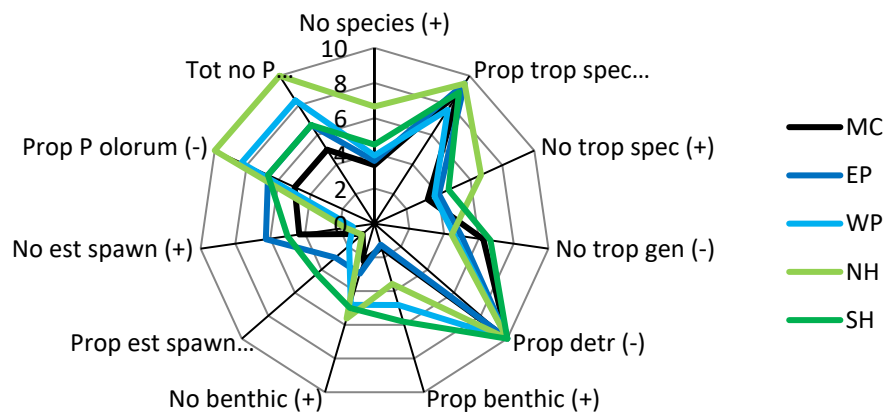 No species (+)
10
Tot no P...
Prop trop spec...
8
6
Prop P olorum (-)
No trop spec (+)
4
2
0
No est spawn (+)
No trop gen (-)
Prop est spawn...
Prop detr (-)
No benthic (+)
Prop benthic (+)
MC
EP
WP
NH
SH